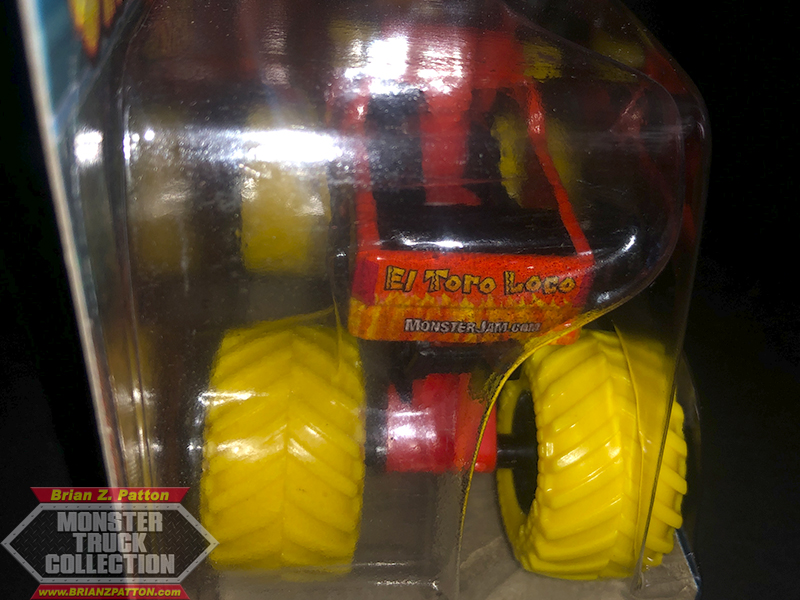 El Toro Loco
MonsterJam.com
Brian Z. Patton
MONSTER
TRUCK
COLLECTION
www.BRIANZPATTON.com